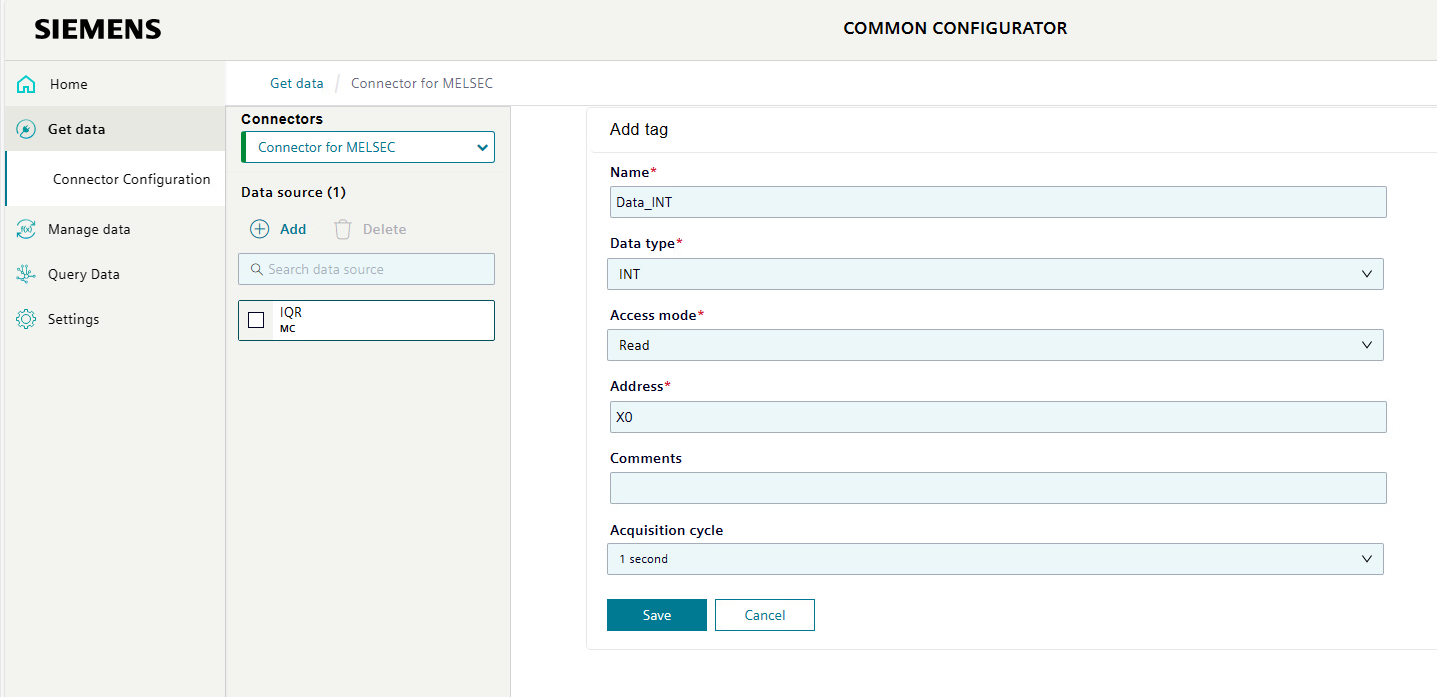 SIEMENS
COMMON CONFIGURATOR
Home
Get data
Connector Configuration
Manage data
Query Data
Settings
Get data / Connector for MELSEC
Connectors
Connector for MELSEC
Data source (1)
Add Delete
Search data source
IQR
MC
Add tag
Name*
Data_INT
Data type*
INT
Access mode*
Read
Address*
X0
Comments
Acquisition cycle
1 second
Save Cancel